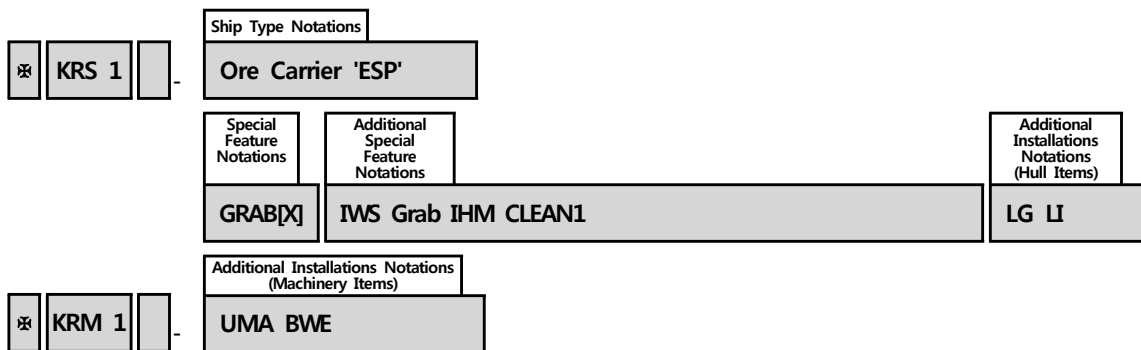 Ship Type Notations
✠ KRS 1 - Ore Carrier 'ESP'
Special
Feature
Notations
Additional
Special
Feature
Notations
Additional
Installations
Notations
(Hull Items)
GRAB[X] IWS Grab IHM CLEAN1 LG LI
Additional Installations Notations
(Machinery Items)
✠ KRM 1 - UMA BWE